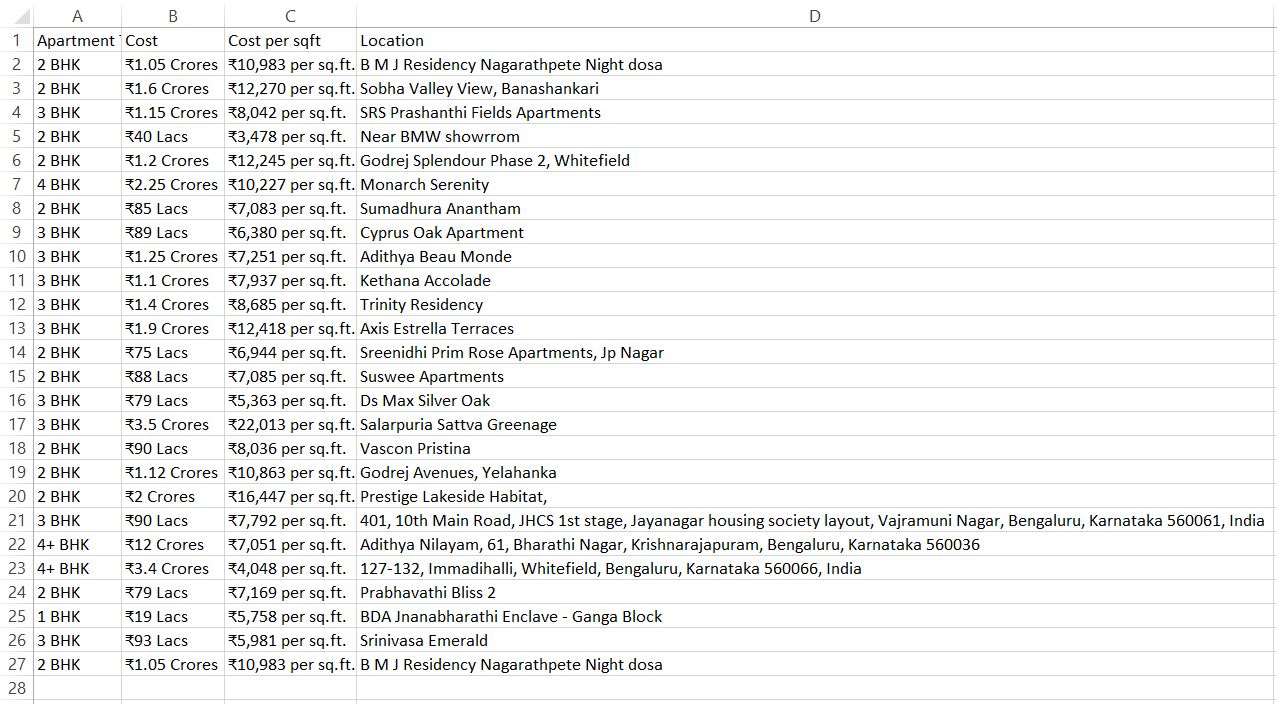 A B C D
1 Apartment Cost Cost per sqft Location
2 2 BHK ₹1.05 Crores ₹10,983 per sq.ft. B M J Residency Nagarathpete Night dosa
3 2 BHK ₹1.6 Crores ₹12,270 per sq.ft. Sobha Valley View, Banashankari
4 3 BHK ₹1.15 Crores ₹8,042 per sq.ft. SRS Prashanthi Fields Apartments
5 2 BHK ₹40 Lacs ₹3,478 per sq.ft. Near BMW showrrom
6 2 BHK ₹1.2 Crores ₹12,245 per sq.ft. Godrej Splendour Phase 2, Whitefield
7 4 BHK ₹2.25 Crores ₹10,227 per sq.ft. Monarch Serenity
8 2 BHK ₹85 Lacs ₹7,083 per sq.ft. Sumadhura Anantham
9 3 BHK ₹89 Lacs ₹6,380 per sq.ft. Cyprus Oak Apartment
10 3 BHK ₹1.25 Crores ₹7,251 per sq.ft. Adithya Beau Monde
11 3 BHK ₹1.1 Crores ₹7,937 per sq.ft. Kethana Accolade
12 3 BHK ₹1.4 Crores ₹8,685 per sq.ft. Trinity Residency
13 3 BHK ₹1.9 Crores ₹12,418 per sq.ft. Axis Estrella Terraces
14 2 BHK ₹75 Lacs ₹6,944 per sq.ft. Sreenidhi Prim Rose Apartments, Jp Nagar
15 2 BHK ₹88 Lacs ₹7,085 per sq.ft. Suswee Apartments
16 3 BHK ₹79 Lacs ₹5,363 per sq.ft. Ds Max Silver Oak
17 3 BHK ₹3.5 Crores ₹22,013 per sq.ft. Salarpuria Sattva Greenage
18 2 BHK ₹90 Lacs ₹8,036 per sq.ft. Vascon Pristina
19 2 BHK ₹1.12 Crores ₹10,863 per sq.ft. Godrej Avenues, Yelahanka
20 2 BHK ₹2 Crores ₹16,447 per sq.ft. Prestige Lakeside Habitat,
21 3 BHK ₹90 Lacs ₹7,792 per sq.ft. 401, 10th Main Road, JHCS 1st stage, Jayanagar housing society layout, Vajramuni Nagar, Bengaluru, Karnataka 560061, India
22 4+ BHK ₹12 Crores ₹7,051 per sq.ft. Adithya Nilayam, 61, Bharathi Nagar, Krishnarajapuram, Bengaluru, Karnataka 560036
23 4+ BHK ₹3.4 Crores ₹4,048 per sq.ft. 127-132, Immadihalli, Whitefield, Bengaluru, Karnataka 560066, India
24 2 BHK ₹79 Lacs ₹7,169 per sq.ft. Prabhavathi Bliss 2
25 1 BHK ₹19 Lacs ₹5,758 per sq.ft. BDA Jnanabharathi Enclave - Ganga Block
26 3 BHK ₹93 Lacs ₹5,981 per sq.ft. Srinivasa Emerald
27 2 BHK ₹1.05 Crores ₹10,983 per sq.ft. B M J Residency Nagarathpete Night dosa
28